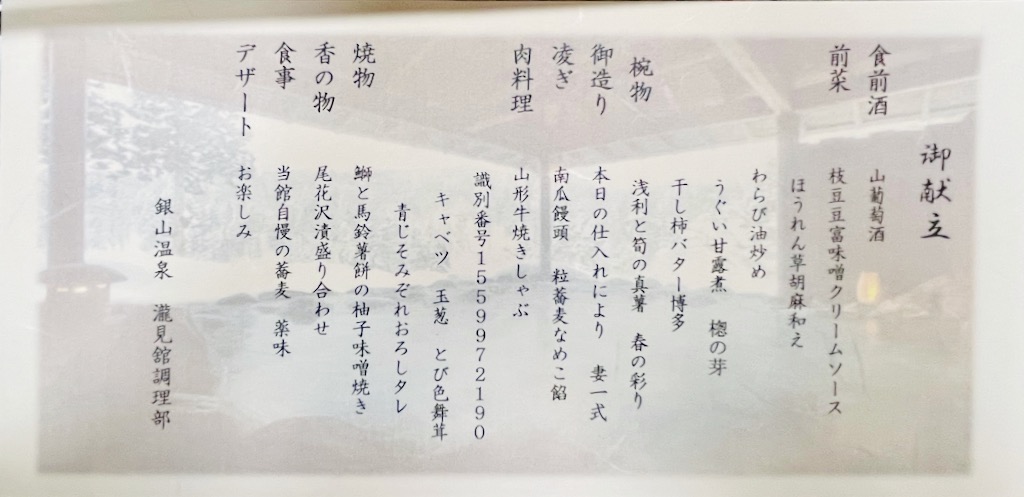 御献立
食前酒 山葡萄酒
前菜 枝豆豆富味噌クリームソース
ほうれん草胡麻和え
わらび油炒め
うぐい甘露煮 楤の芽
干し柿バター博多
椀物 浅利と筍の真薯 春の彩り
御造り 本日の仕入れにより 妻一式
凌ぎ 南瓜饅頭 粒蕎麦なめこ餡
肉料理 山形牛焼きしゃぶ
識別番号1559972190
キャベツ 玉葱 とび色舞茸
青じそみぞれおろしタレ
焼物 鰤と馬鈴薯餅の柚子味噌焼き
香の物 尾花沢漬盛り合わせ
食事 当館自慢の蕎麦 薬味
デザート お楽しみ
銀山温泉 瀧見舘調理部